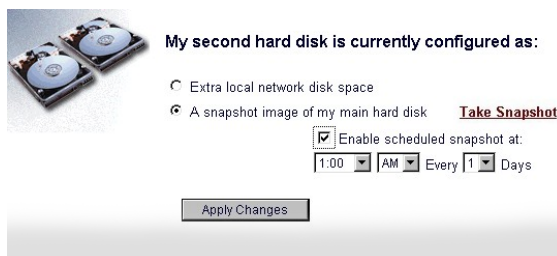 My second hard disk is currently configured as:
Extra local network disk space
A snapshot image of my main hard disk Take Snapshot
Enable scheduled snapshot at:
1:00 AM Every 1 Days
Apply Changes